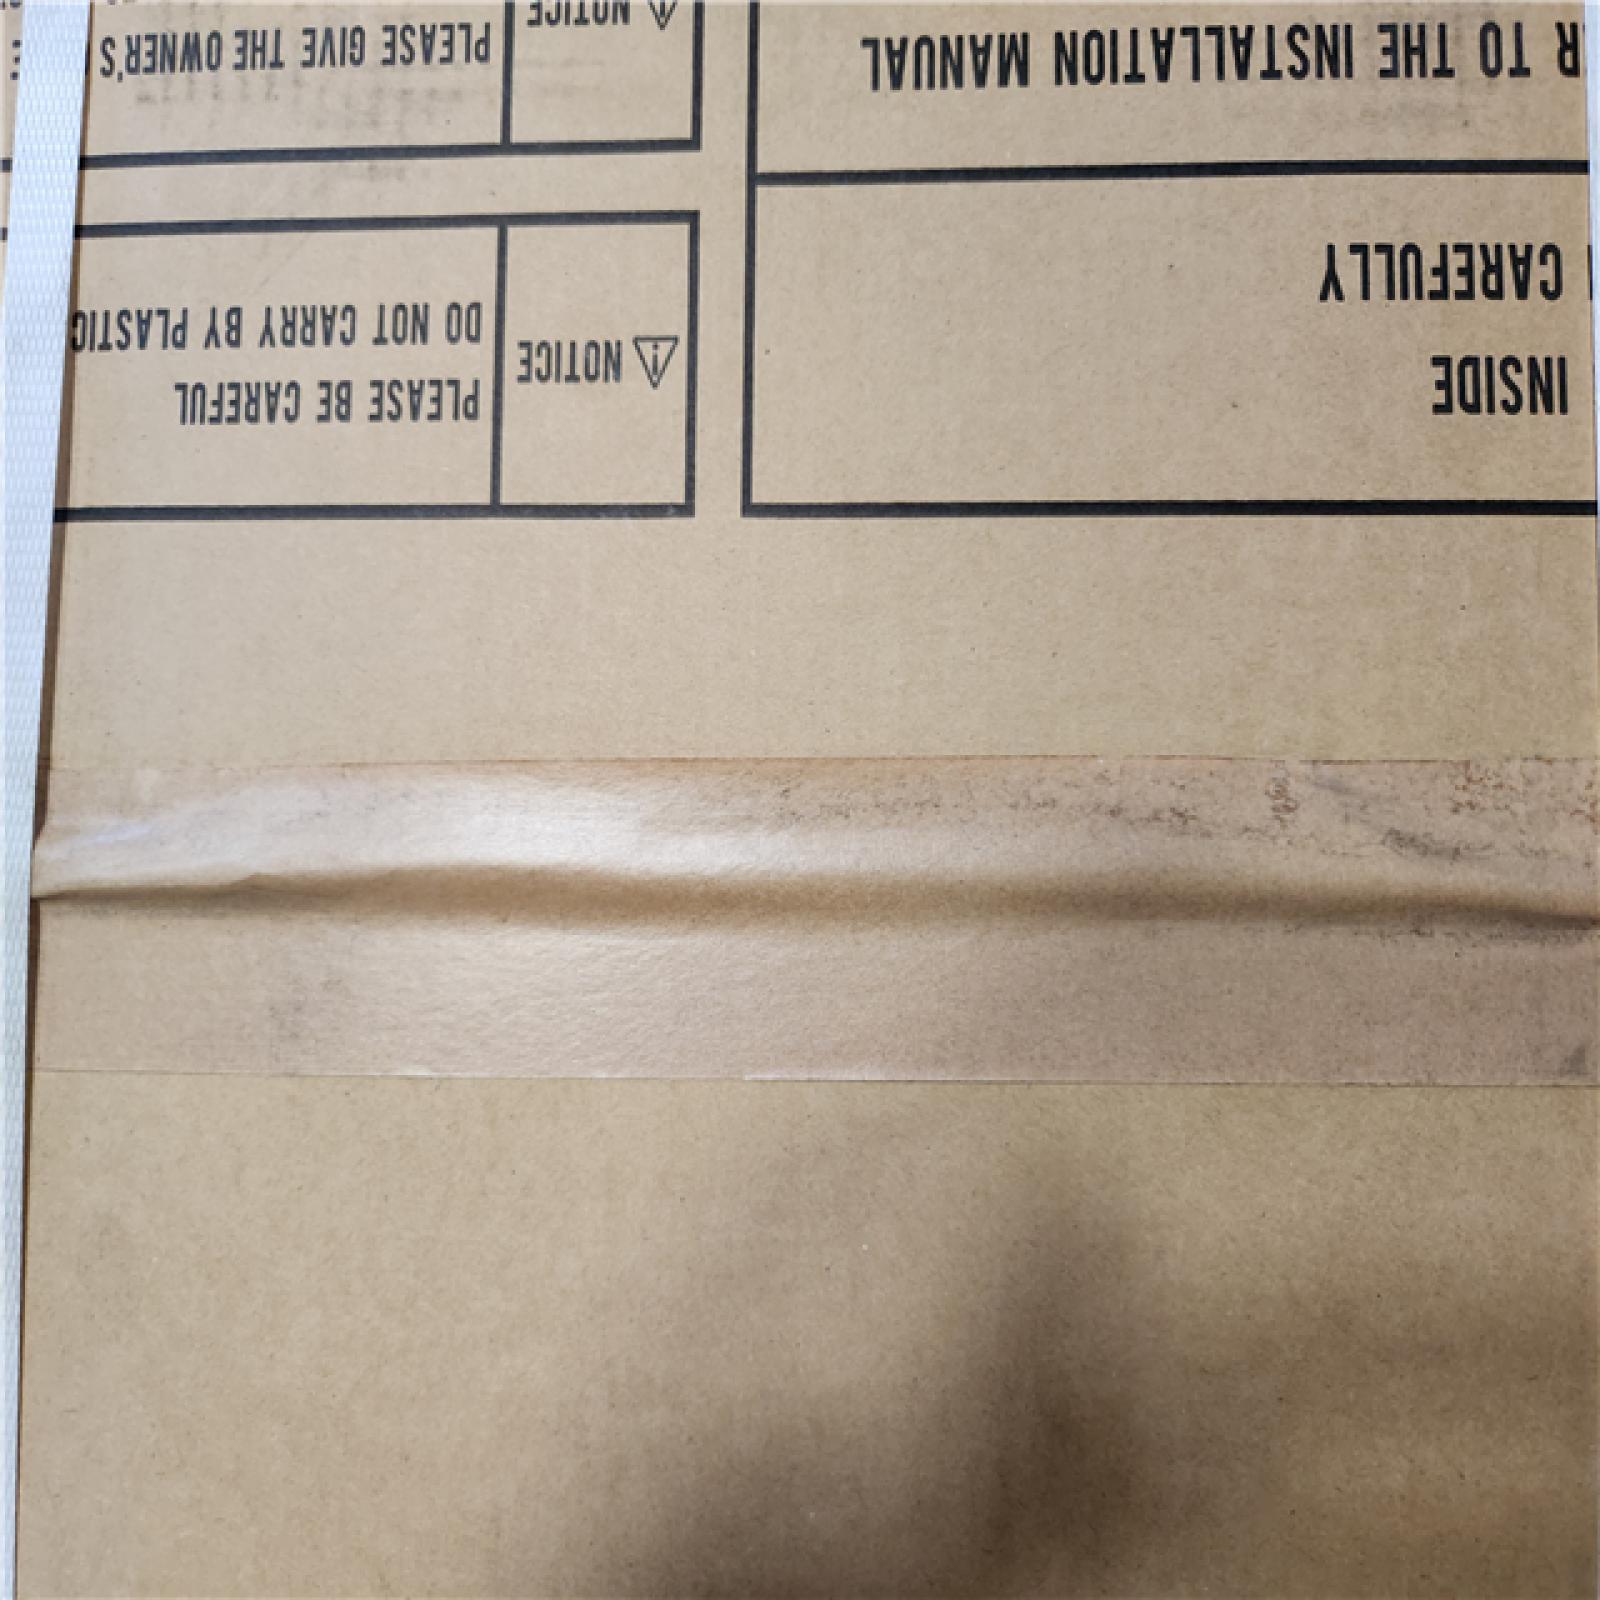 INSIDE
CAREFULLY
R TO THE INSTALLATION MANUAL
NOTICE
PLEASE BE CAREFUL
DO NOT CARRY BY PLASTIC
NOTICE
PLEASE GIVE THE OWNER'S